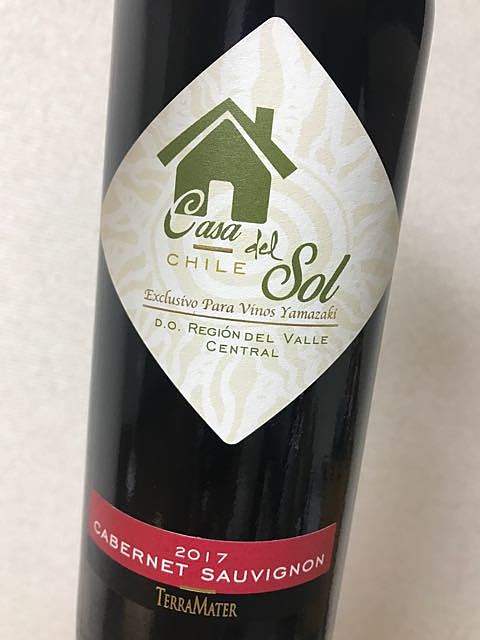 Casa del Sol
CHILE
Exclusivo Para Vinos Yamazaki
D.O. REGIÓN DEL VALLE
CENTRAL
2017
CABERNET SAUVIGNON
TERRAMATER